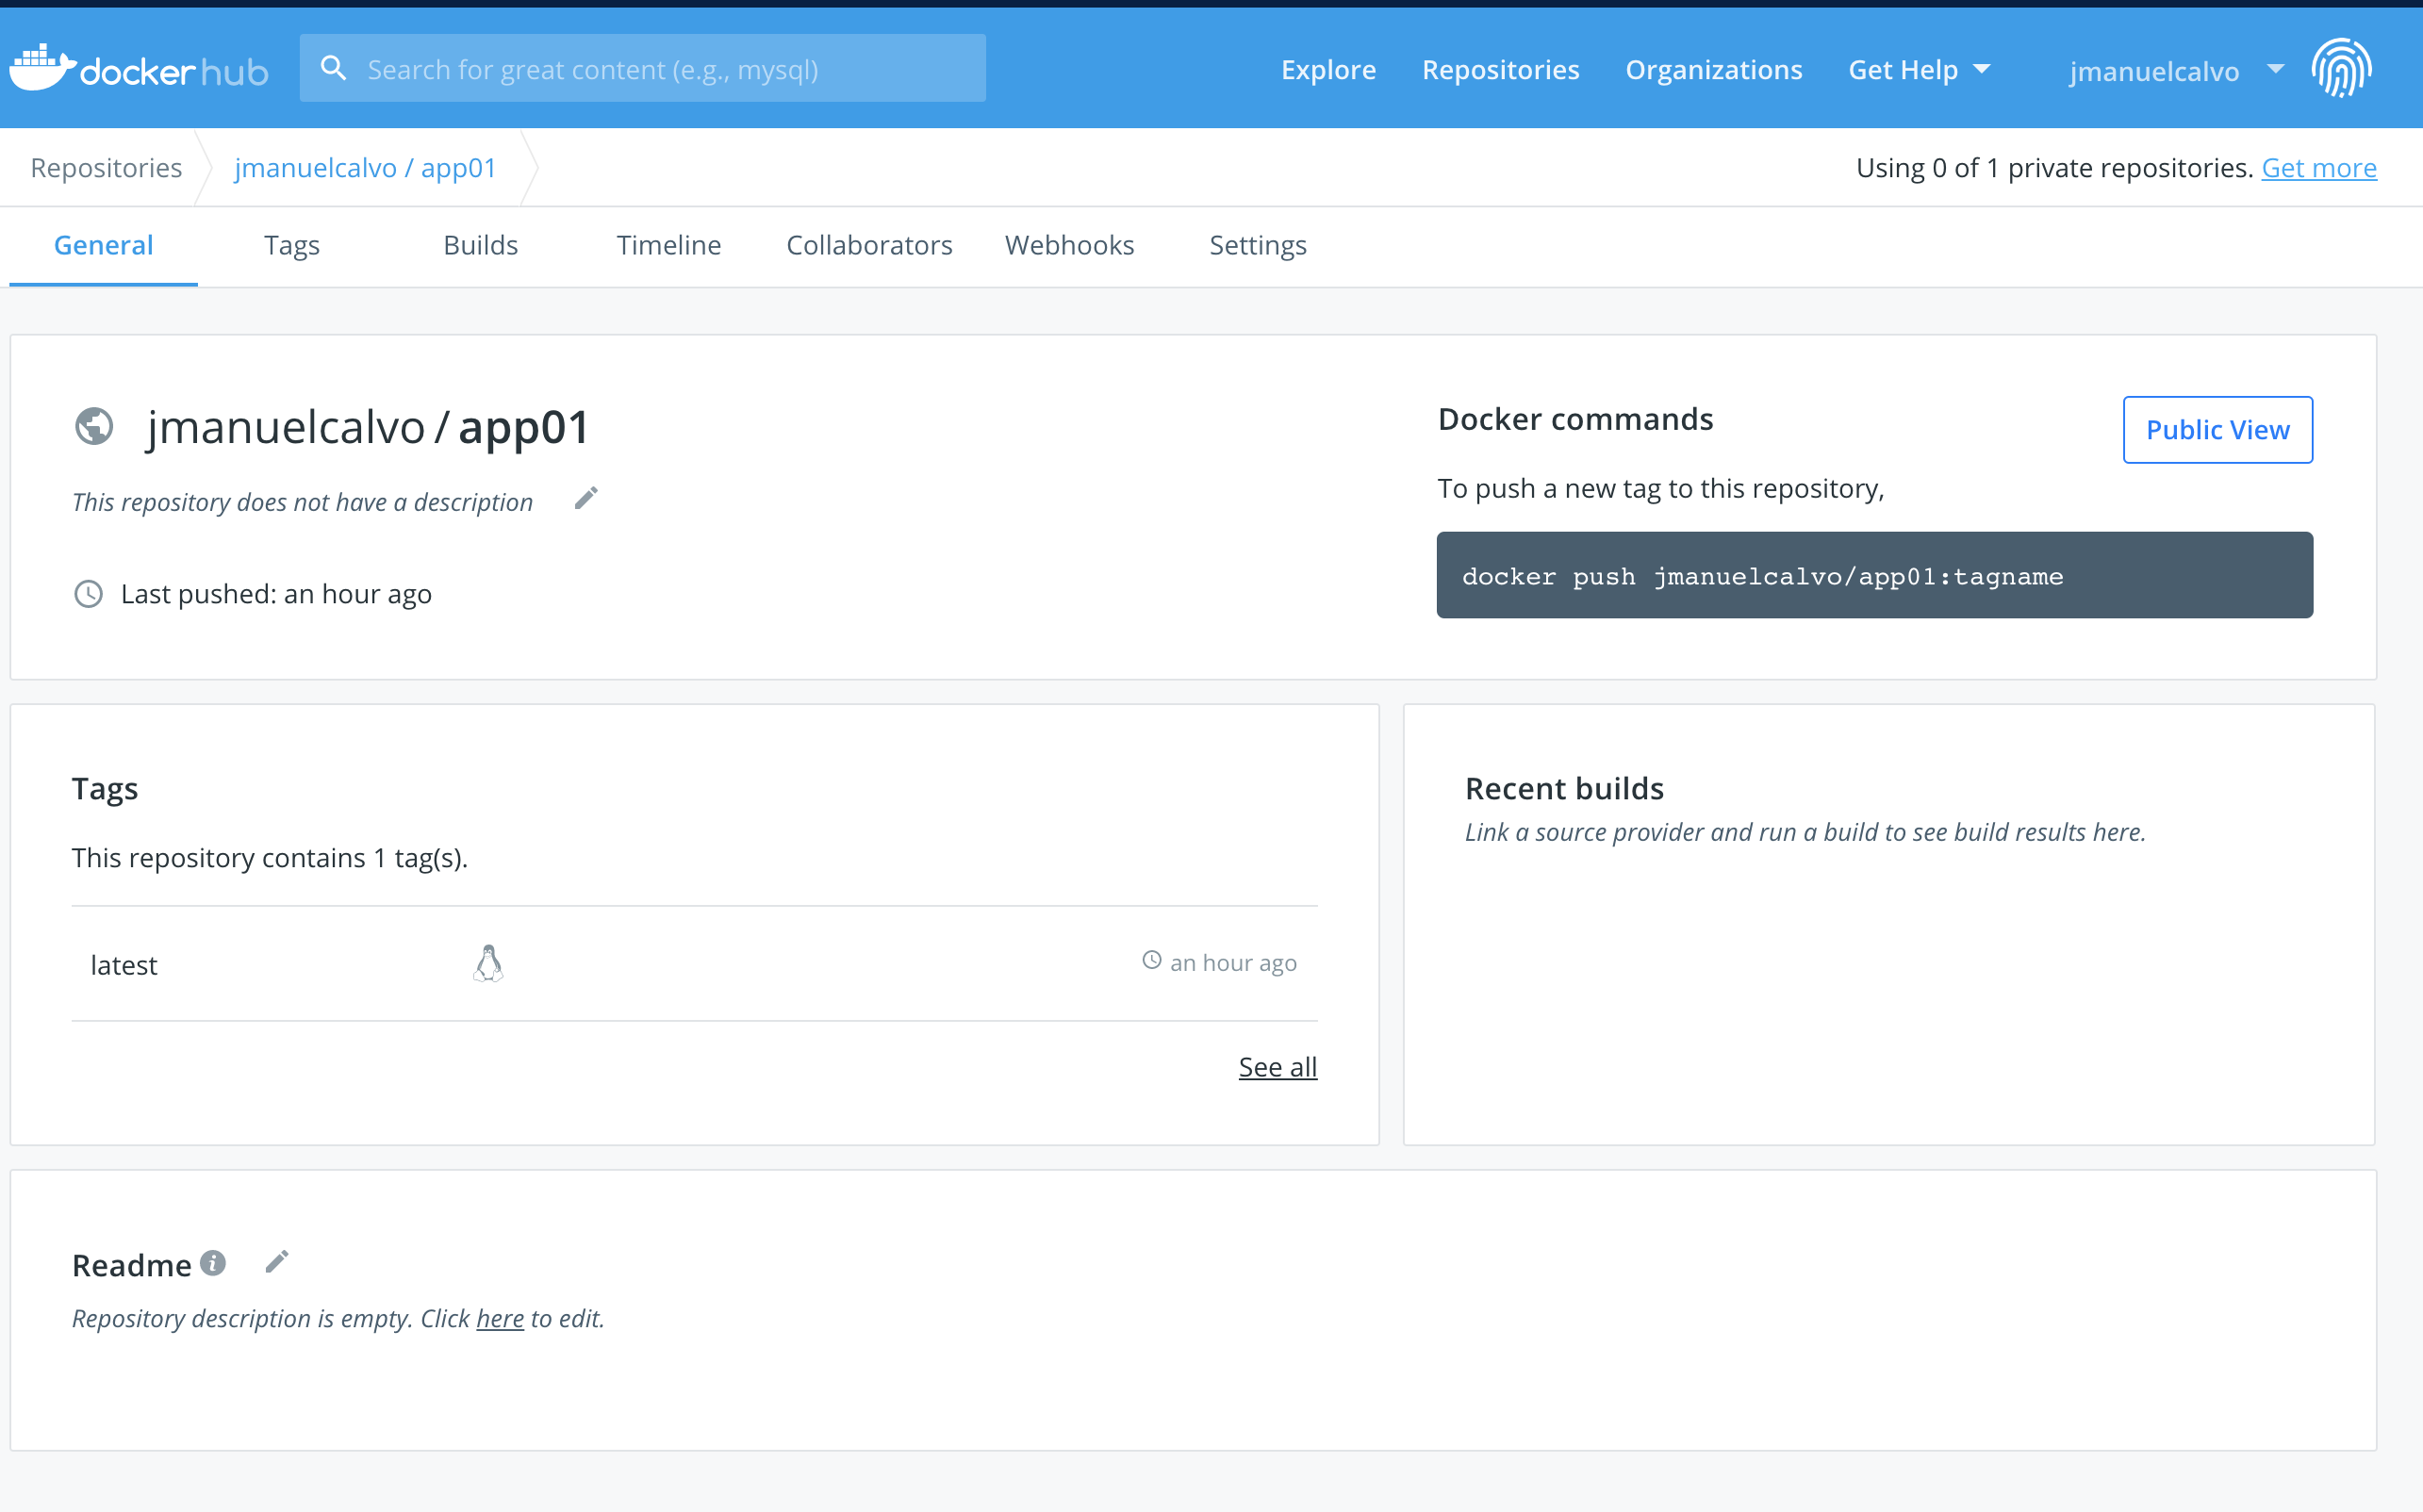 dockerhub
Search for great content (e.g., mysql)
Explore
Repositories
Organizations
Get Help
jmanuelcalvo
Repositories
jmanuelcalvo / app01
Using 0 of 1 private repositories. Get more
General
Tags
Builds
Timeline
Collaborators
Webhooks
Settings
jmanuelcalvo / app01
This repository does not have a description
Last pushed: an hour ago
Docker commands
Public View
To push a new tag to this repository,
docker push jmanuelcalvo/app01:tagname
Tags
This repository contains 1 tag(s).
latest
an hour ago
See all
Recent builds
Link a source provider and run a build to see build results here.
Readme
Repository description is empty. Click here to edit.